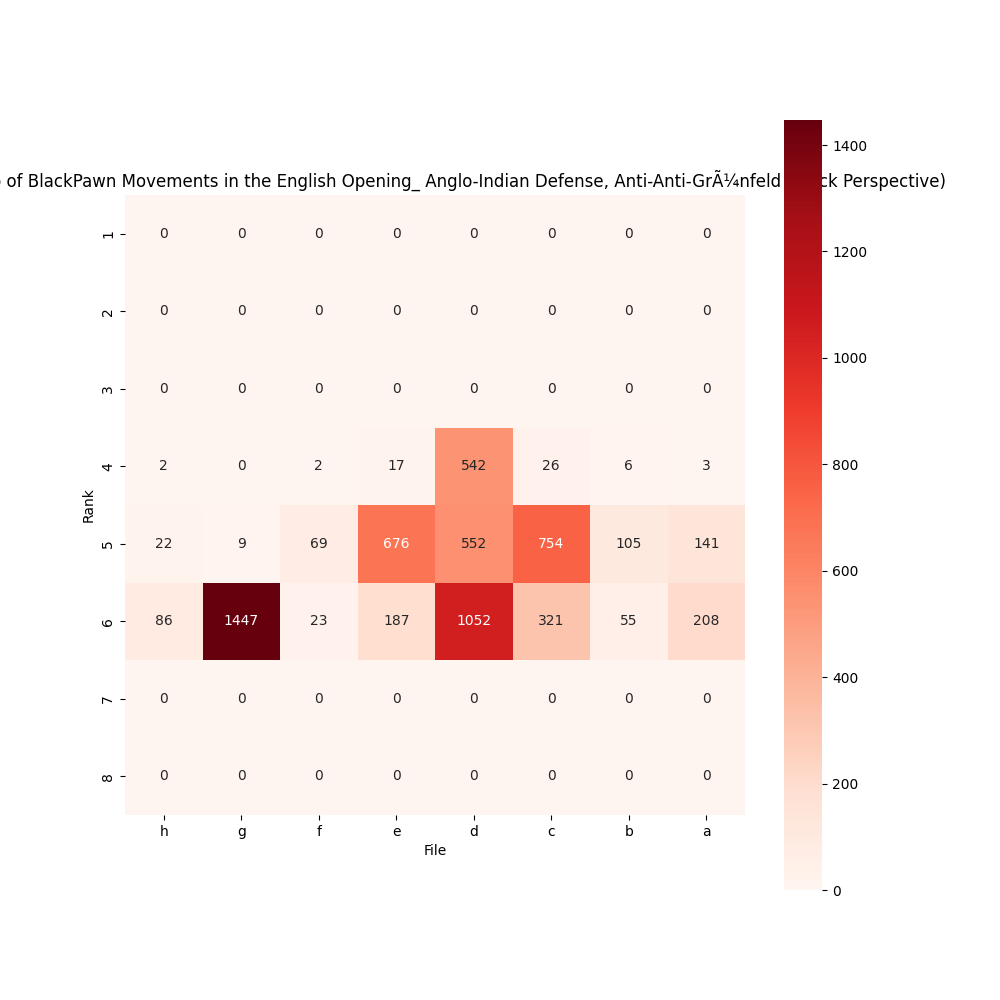 of BlackPawn Movements in the English Opening_ Anglo-Indian Defense, Anti-Anti-GrÃ¼nfeld ck Perspective)
1400
1200
1000
800
600
400
200
0
Rank
1 0 0 0 0 0 0 0 0
2 0 0 0 0 0 0 0 0
3 0 0 0 0 0 0 0 0
4 2 0 2 17 542 26 6 3
5 22 9 69 676 552 754 105 141
6 86 1447 23 187 1052 321 55 208
7 0 0 0 0 0 0 0 0
8 0 0 0 0 0 0 0 0
h g f e d c b a
File